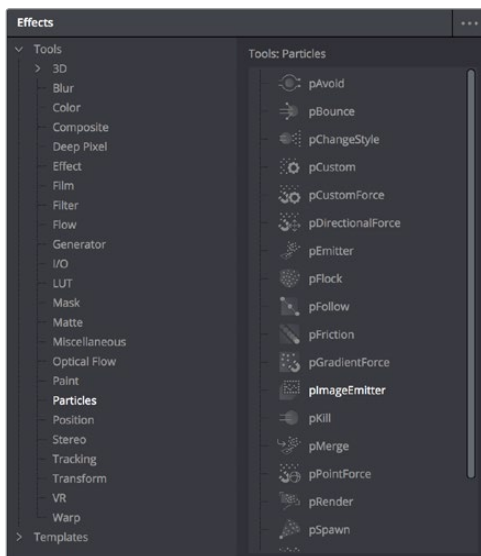 Effects
Tools
3D
Blur
Color
Composite
Deep Pixel
Effect
Film
Filter
Flow
Generator
I/O
LUT
Mask
Matte
Miscellaneous
Optical Flow
Paint
Particles
Position
Stereo
Tracking
Transform
VR
Warp
Templates
Tools: Particles
pAvoid
pBounce
pChangeStyle
pCustom
pCustomForce
pDirectionalForce
pEmitter
pFlock
pFollow
pFriction
pGradientForce
pImageEmitter
pKill
pMerge
pPointForce
pRender
pSpawn